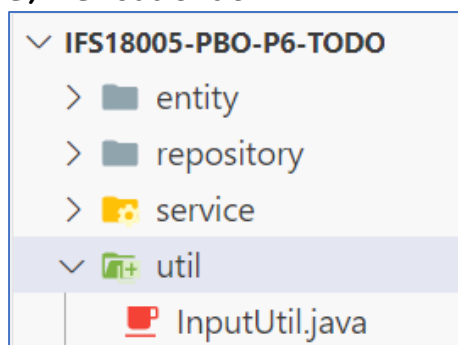 IFS18005-PBO-P6-TODO
entity
repository
service
util
InputUtil.java